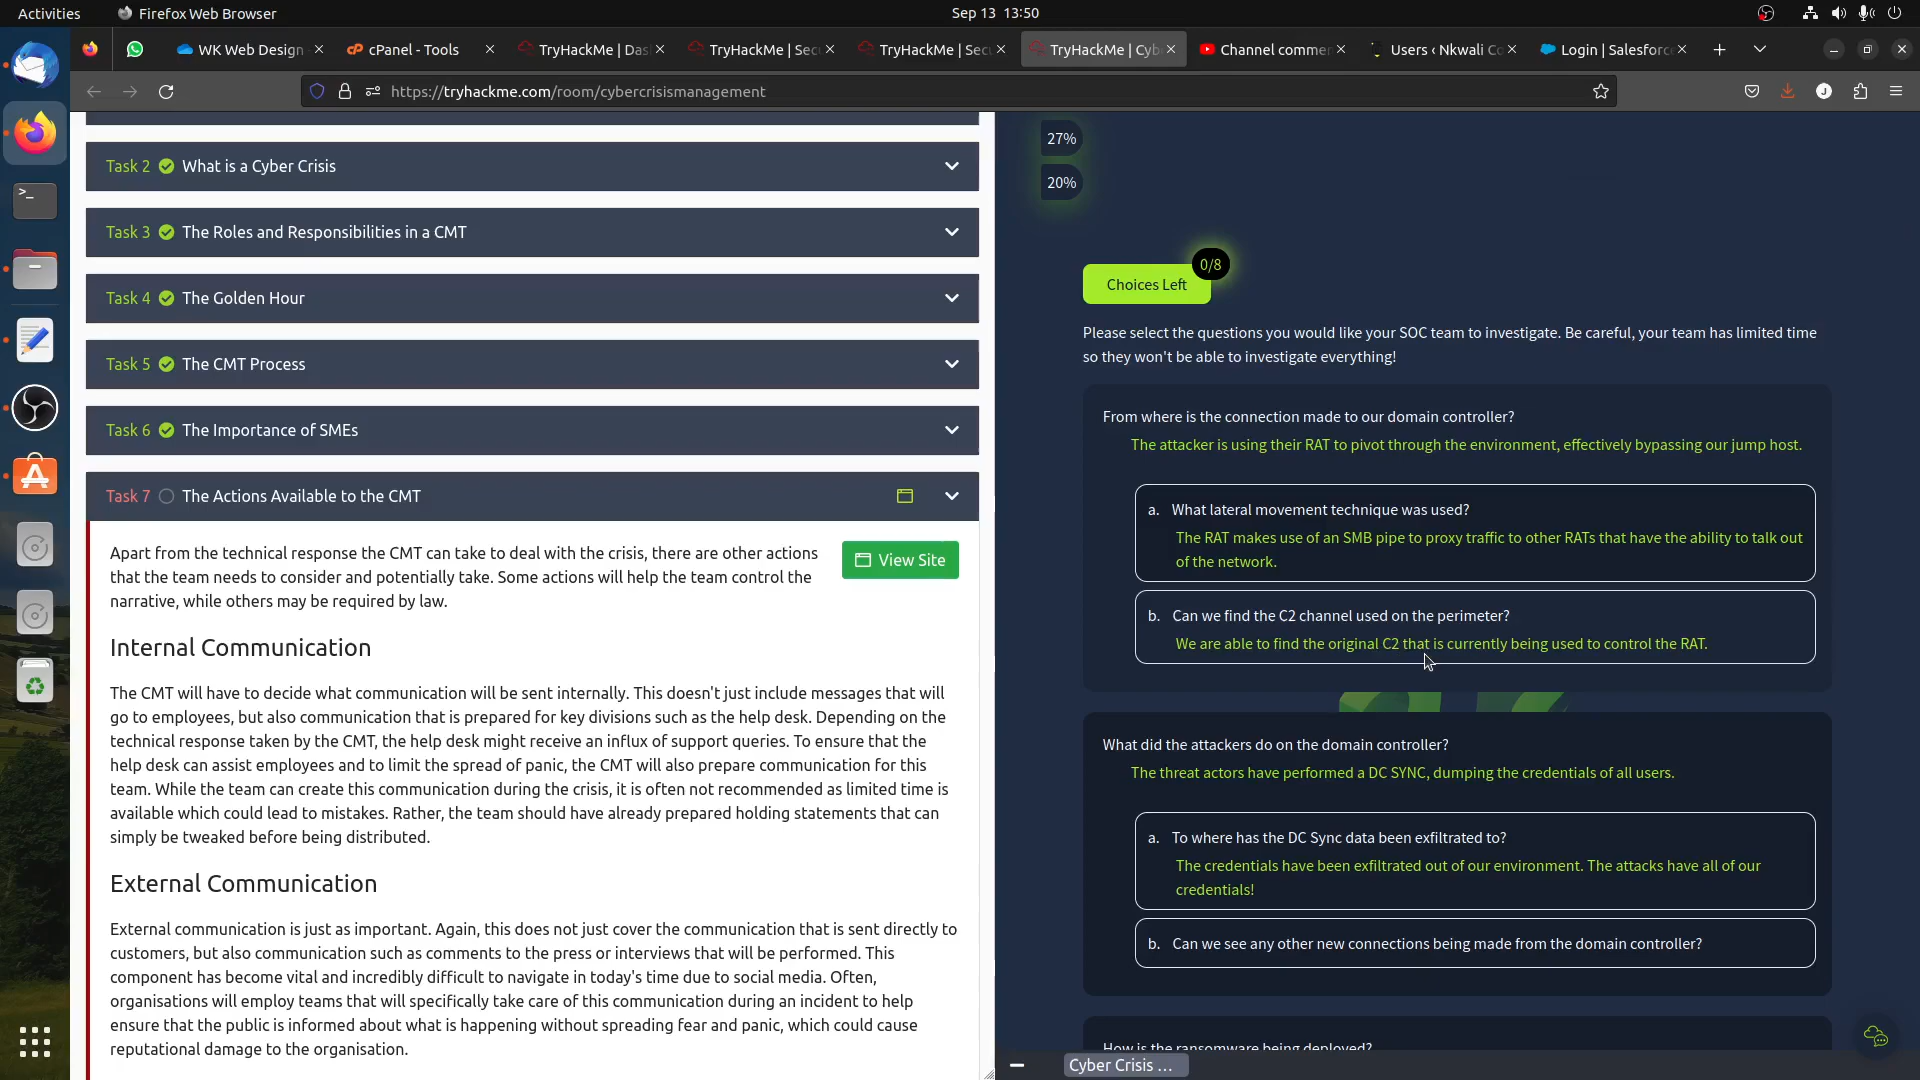 Activities
Firefox Web Browser
Sep 13 13:50
WK Web Design
cPanel - Tools
TryHackMe | Das
TryHackMe | Secu
TryHackMe | Secu
TryHackMe | Cyb
Channel commen
Users ‹ Nkwali Co
Login | Salesforc
https://tryhackme.com/room/cybercrisismanagement
Task 2 What is a Cyber Crisis
Task 3 The Roles and Responsibilities in a CMT
Task 4 The Golden Hour
Task 5 The CMT Process
Task 6 The Importance of SMEs
Task 7 The Actions Available to the CMT
Apart from the technical response the CMT can take to deal with the crisis, there are other actions
that the team needs to consider and potentially take. Some actions will help the team control the
narrative, while others may be required by law.
View Site
Internal Communication
The CMT will have to decide what communication will be sent internally. This doesn't just include messages that will
go to employees, but also communication that is prepared for key divisions such as the help desk. Depending on the
technical response taken by the CMT, the help desk might receive an influx of support queries. To ensure that the
help desk can assist employees and to limit the spread of panic, the CMT will also prepare communication for this
team. While the team can create this communication during the crisis, it is often not recommended as limited time is
available which could lead to mistakes. Rather, the team should have already prepared holding statements that can
simply be tweaked before being distributed.
External Communication
External communication is just as important. Again, this does not just cover the communication that is sent directly to
customers, but also communication such as comments to the press or interviews that will be performed. This
component has become vital and incredibly difficult to navigate in today's time due to social media. Often,
organisations will employ teams that will specifically take care of this communication during an incident to help
ensure that the public is informed about what is happening without spreading fear and panic, which could cause
reputational damage to the organisation.
27%
20%
0/8
Choices Left
Please select the questions you would like your SOC team to investigate. Be careful, your team has limited time
so they won't be able to investigate everything!
From where is the connection made to our domain controller?
The attacker is using their RAT to pivot through the environment, effectively bypassing our jump host.
a. What lateral movement technique was used?
The RAT makes use of an SMB pipe to proxy traffic to other RATs that have the ability to talk out
of the network.
b. Can we find the C2 channel used on the perimeter?
We are able to find the original C2 that is currently being used to control the RAT.
What did the attackers do on the domain controller?
The threat actors have performed a DC SYNC, dumping the credentials of all users.
a. To where has the DC Sync data been exfiltrated to?
The credentials have been exfiltrated out of our environment. The attacks have all of our
credentials!
b. Can we see any other new connections being made from the domain controller?
How is the ransomware being deployed?
Cyber Crisis ...